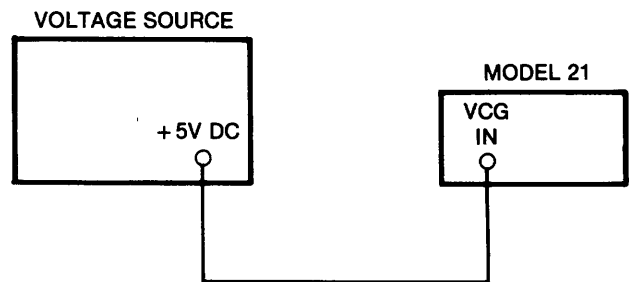 VOLTAGE SOURCE
+5V DC
MODEL 21
VCG
IN